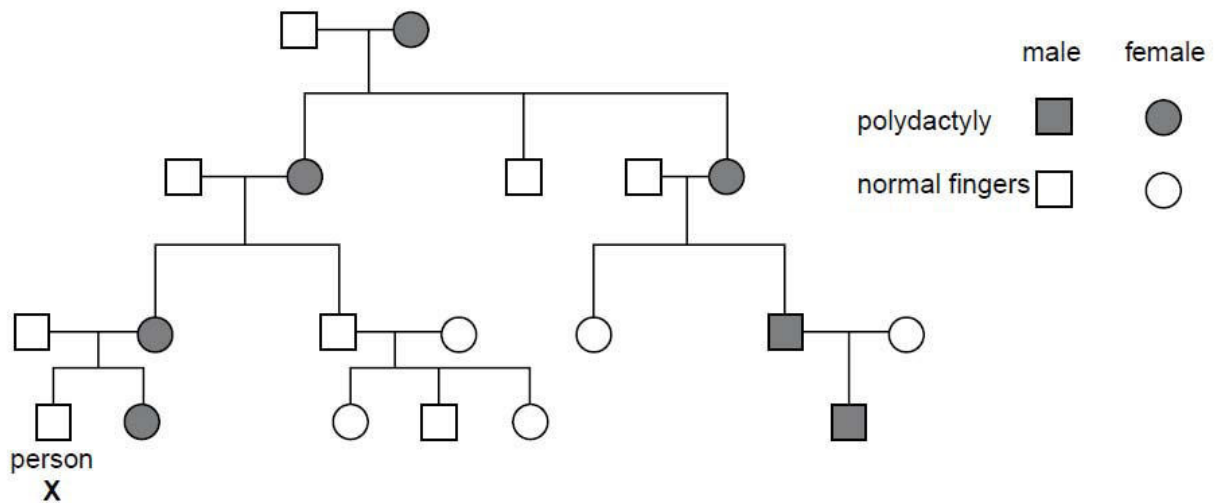 male female
polydactyly
normal fingers
person
X